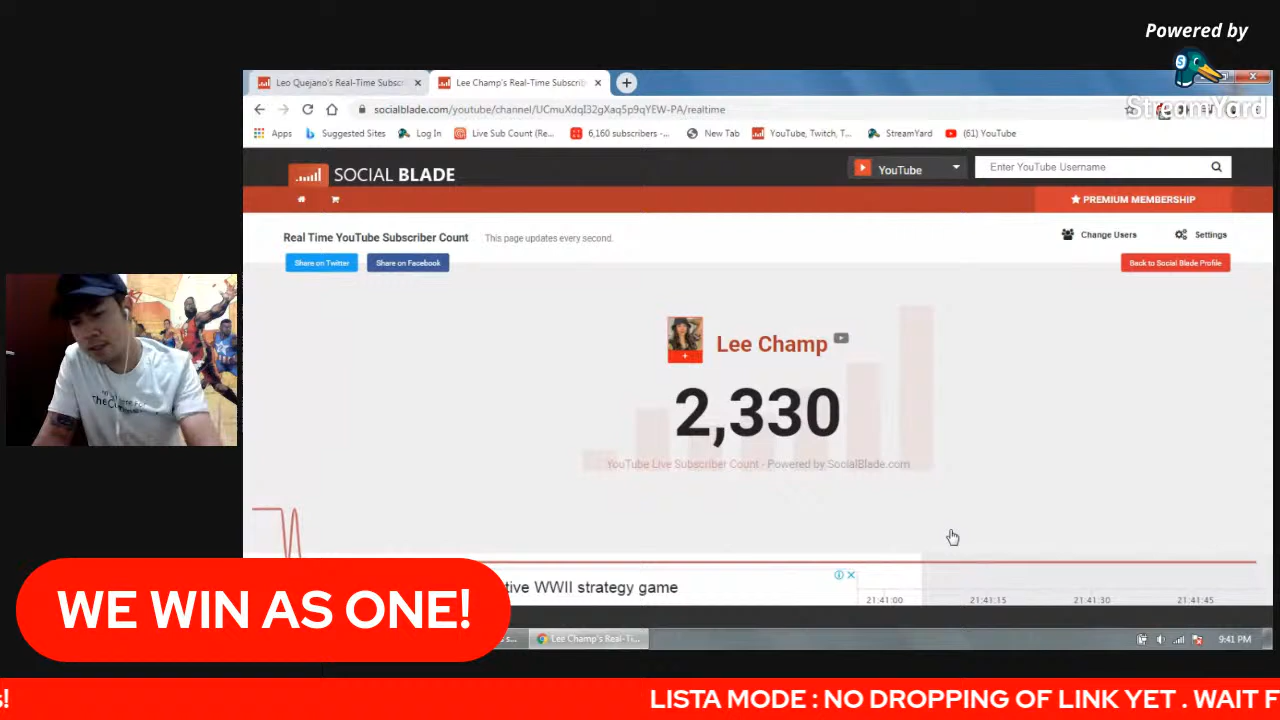 Powered by
StreamYard
Leo Quejano's Real-Time Subscri
Lee Champ's Real-Time Subscrib
socialblade.com/youtube/channel/UCmuXdqI32gXaq5p9qYEW-PA/realtime
Apps
Suggested Sites
Log In
Live Sub Count (Re...
6,160 subscribers -...
New Tab
YouTube, Twitch, T...
StreamYard
(61) YouTube
SOCIAL BLADE
YouTube
Enter YouTube Username
PREMIUM MEMBERSHIP
Real Time YouTube Subscriber Count
This page updates every second.
Change Users
Settings
Share on Twitter
Share on Facebook
Back to Social Blade Profile
Lee Champ
2,330
YouTube Live Subscriber Count - Powered by SocialBlade.com
tive WWII strategy game
21:41:00
21:41:15
21:41:30
21:41:45
WE WIN AS ONE!
Lee Champ's Real-Ti...
9:41 PM
s!
LISTA MODE : NO DROPPING OF LINK YET . WAIT F